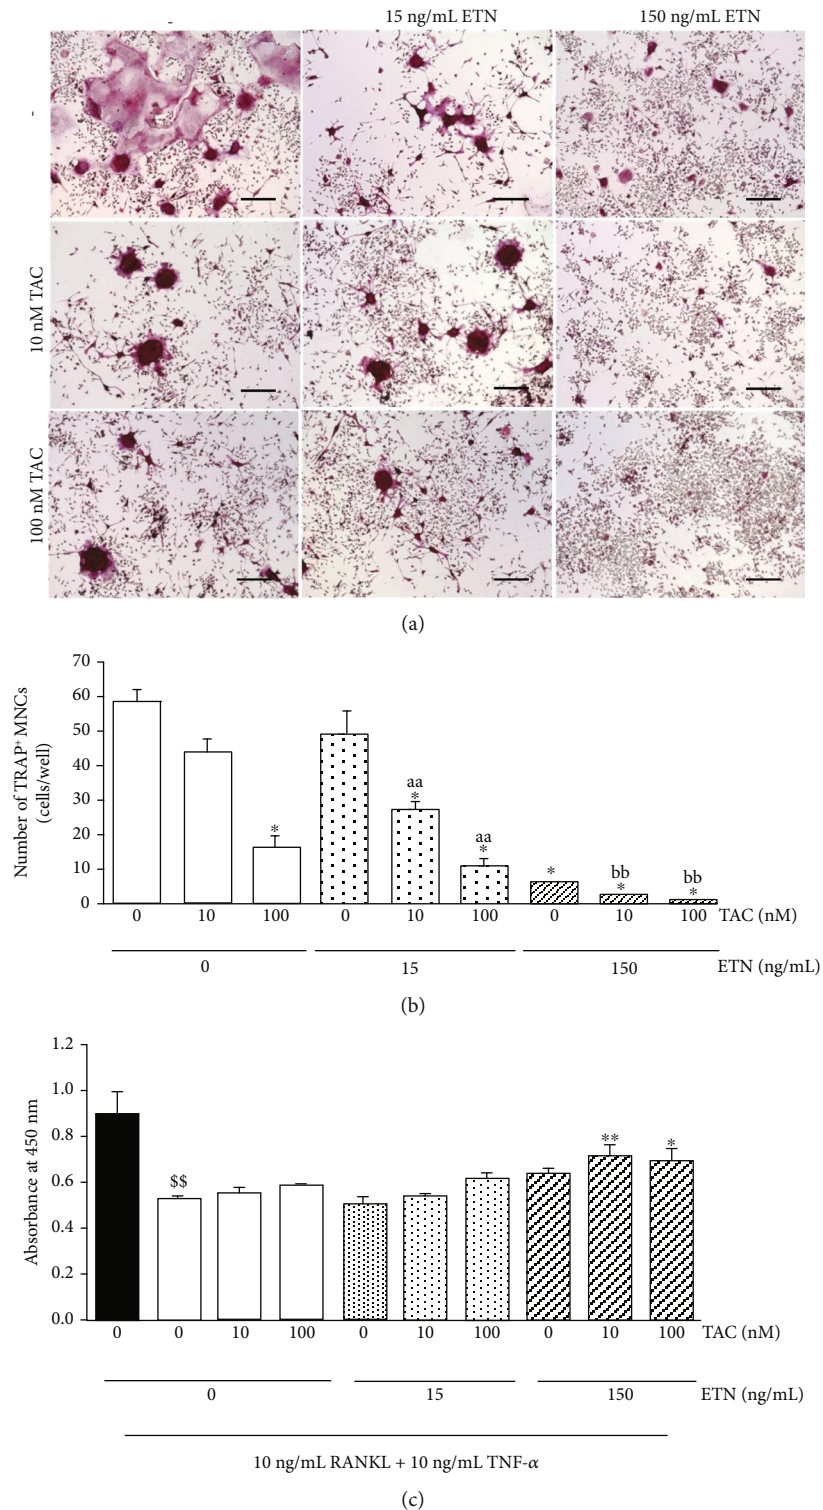 - 15 ng/mL ETN 150 ng/mL ETN
-
10 nM TAC
100 nM TAC
(a)
70
60
50
40
30
20
10
0
Number of TRAP⁺ MNCs
(cells/well)
*
aa
*
aa
*
*
bb
*
bb
*
0 10 100 0 10 100 0 10 100 TAC (nM)
0 15 150 ETN (ng/mL)
(b)
1.2
1.0
0.8
0.6
0.4
0.2
0.0
Absorbance at 450 nm
$$
**
*
0 0 10 100 0 10 100 0 10 100 TAC (nM)
0 15 150 ETN (ng/mL)
10 ng/mL RANKL + 10 ng/mL TNF-α
(c)